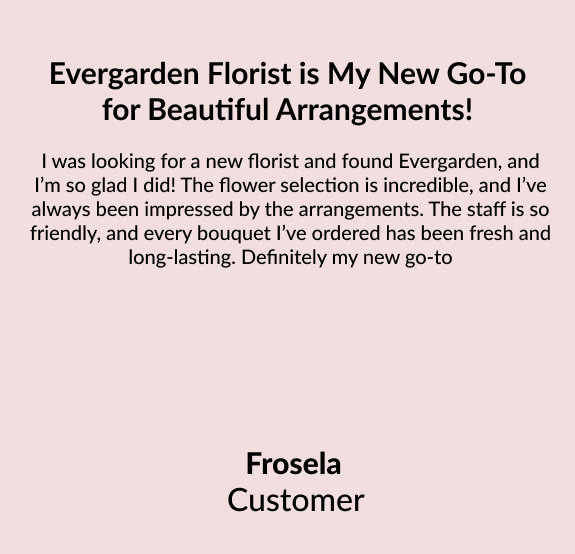 Evergarden Florist is My New Go-To
for Beautiful Arrangements!
I was looking for a new florist and found Evergarden, and
I'm so glad I did! The flower selection is incredible, and I've
always been impressed by the arrangements. The staff is so
friendly, and every bouquet I've ordered has been fresh and
long-lasting. Definitely my new go-to
Frosela
Customer